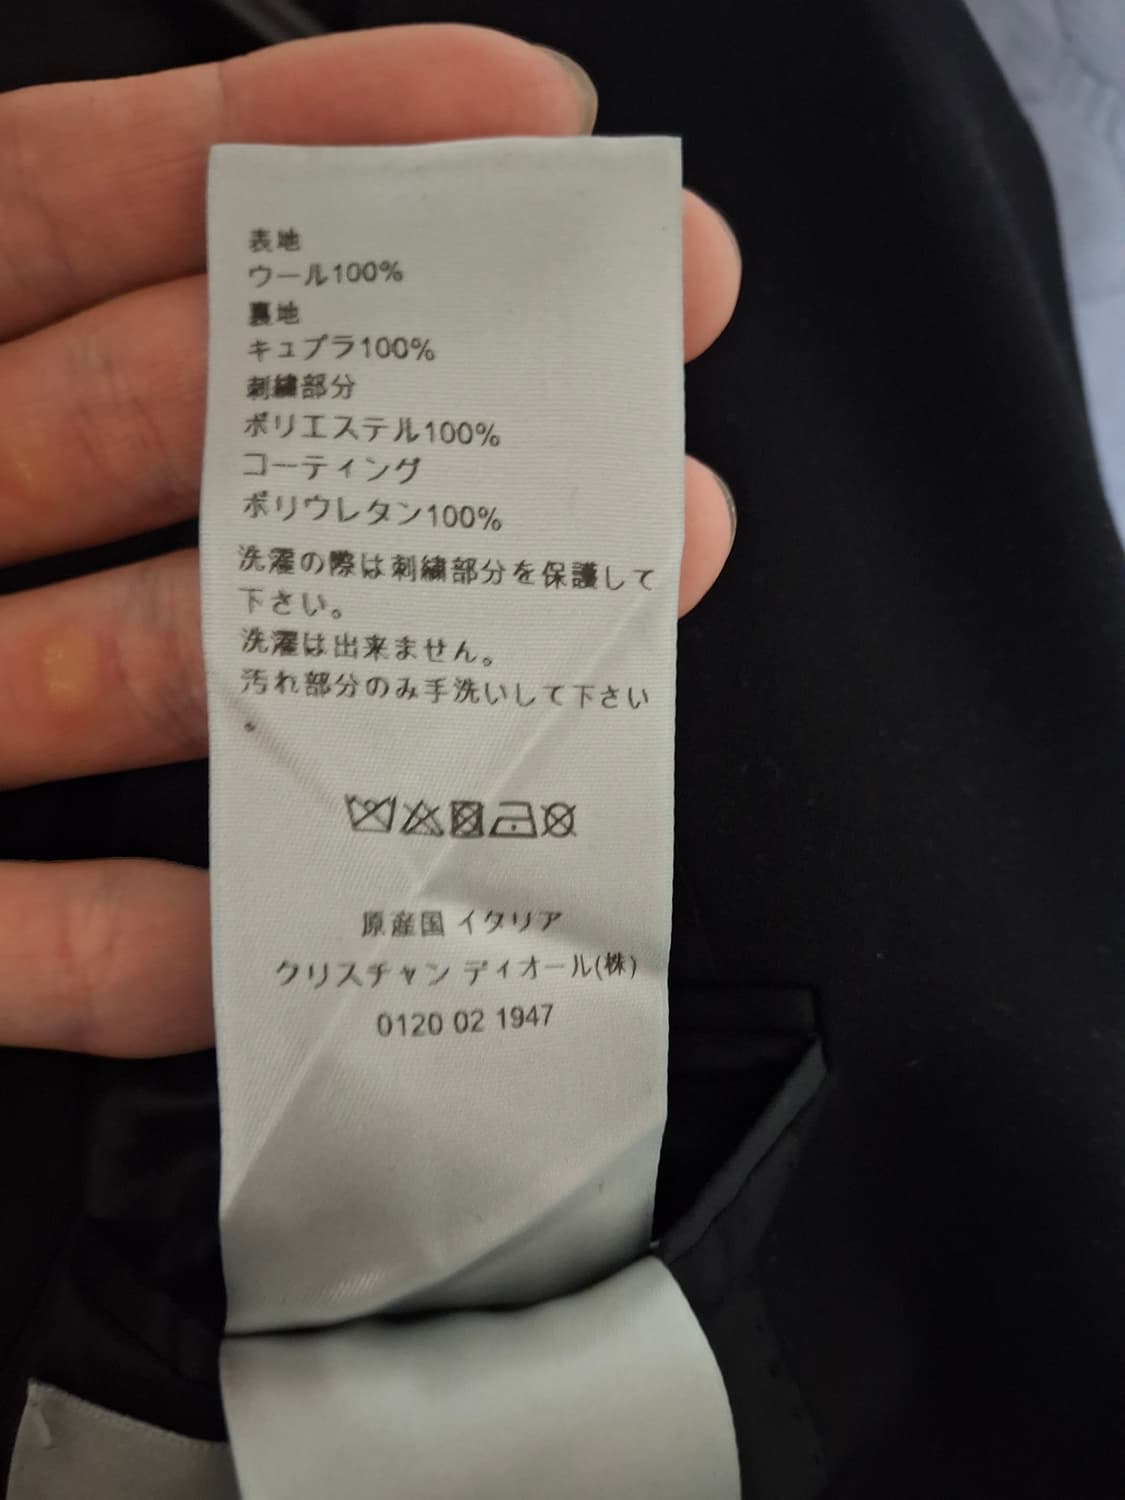 表地
ウール100%
裏地
キュプラ100%
刺繍部分
ポリエステル100%
コーティング
ポリウレタン100%
洗濯の際は刺繍部分を保護して
下さい。
洗濯は出来ません。
汚れ部分のみ手洗いして下さい
。
原産国 イタリア
クリスチャン ディオール(株)
0120 02 1947